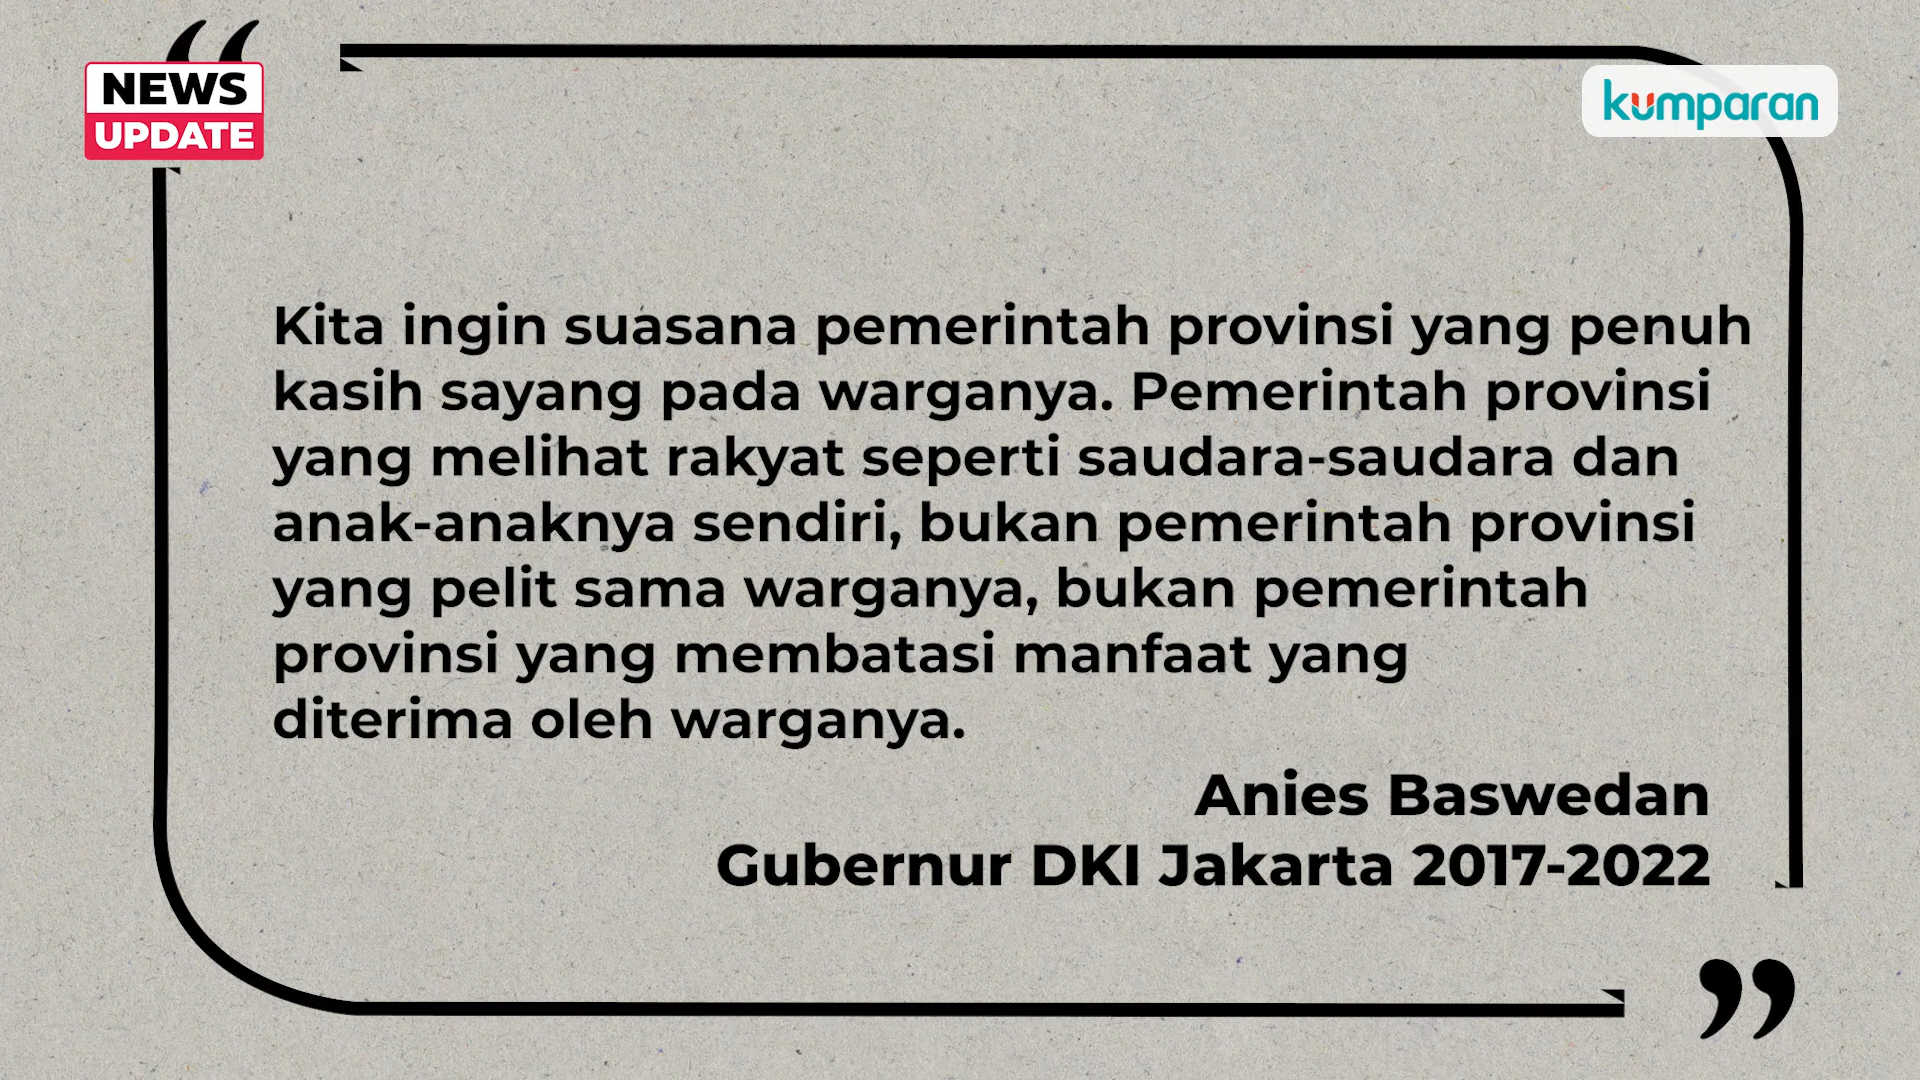 NEWS
UPDATE
kumparan
Kita ingin suasana pemerintah provinsi yang penuh
kasih sayang pada warganya. Pemerintah provinsi
yang melihat rakyat seperti saudara-saudara dan
anak-anaknya sendiri, bukan pemerintah provinsi
yang pelit sama warganya, bukan pemerintah
provinsi yang membatasi manfaat yang
diterima oleh warganya.
Anies Baswedan
Gubernur DKI Jakarta 2017-2022